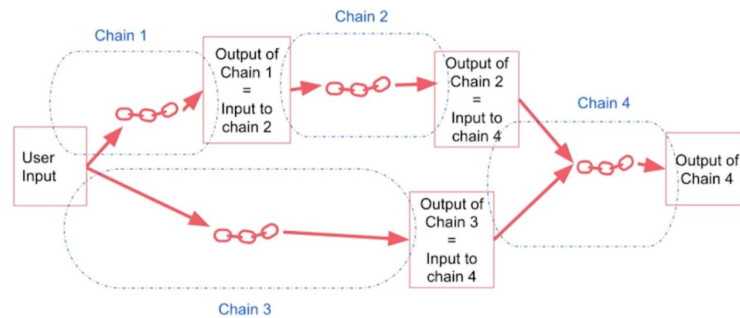 Chain 1
Chain 2
Output of
Chain 1
=
Input to
chain 2
Output of
Chain 2
=
Input to
chain 4
Chain 4
User
Input
Output of
Chain 4
Output of
Chain 3
=
Input to
chain 4
Chain 3